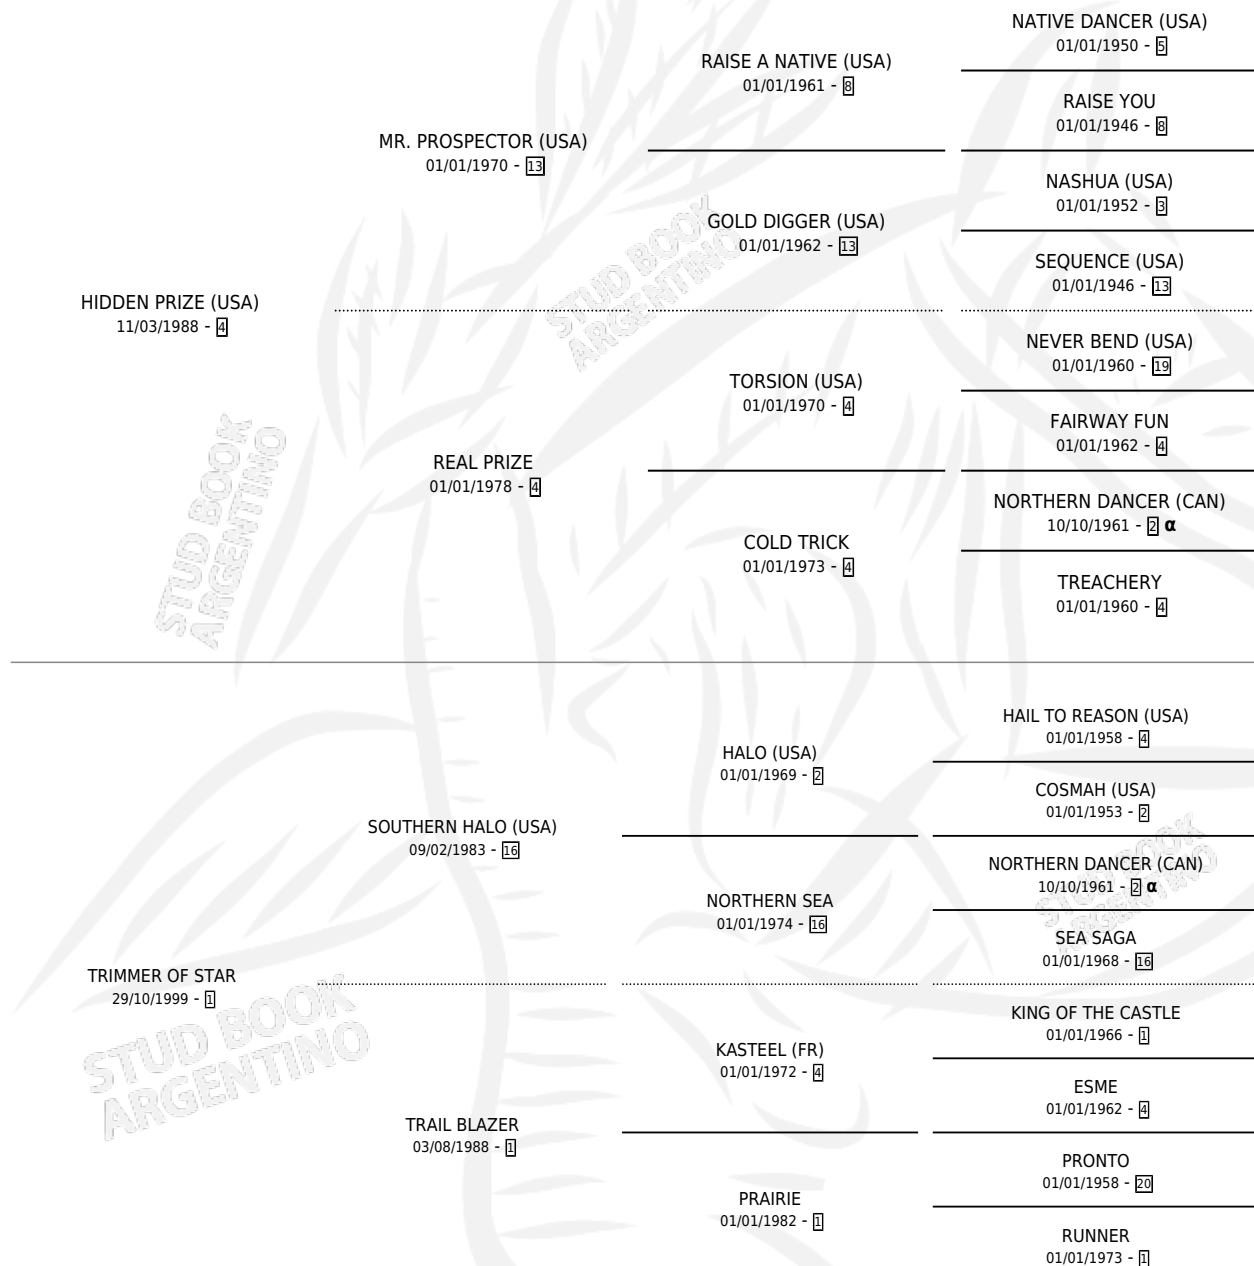 NATIVE DANCER (USA)
01/01/1950 - 5
RAISE A NATIVE (USA)
01/01/1961 - 8
RAISE YOU
01/01/1946 - 8
MR. PROSPECTOR (USA)
01/01/1970 - 13
NASHUA (USA)
01/01/1952 - 3
GOLD DIGGER (USA)
01/01/1962 - 13
SEQUENCE (USA)
01/01/1946 - 13
HIDDEN PRIZE (USA)
11/03/1988 - 4
NEVER BEND (USA)
01/01/1960 - 19
TORSION (USA)
01/01/1970 - 4
FAIRWAY FUN
01/01/1962 - 4
REAL PRIZE
01/01/1978 - 4
NORTHERN DANCER (CAN)
10/10/1961 - 2 α
COLD TRICK
01/01/1973 - 4
TREACHERY
01/01/1960 - 4
HAIL TO REASON (USA)
01/01/1958 - 4
HALO (USA)
01/01/1969 - 2
COSMAH (USA)
01/01/1953 - 2
SOUTHERN HALO (USA)
09/02/1983 - 16
NORTHERN DANCER (CAN)
10/10/1961 - 2 α
NORTHERN SEA
01/01/1974 - 16
SEA SAGA
01/01/1968 - 16
TRIMMER OF STAR
29/10/1999 - 1
KING OF THE CASTLE
01/01/1966 - 1
KASTEEL (FR)
01/01/1972 - 4
ESME
01/01/1962 - 4
TRAIL BLAZER
03/08/1988 - 1
PRONTO
01/01/1958 - 20
PRAIRIE
01/01/1982 - 1
RUNNER
01/01/1973 - 1
STUD BOOK
ARGENTINO
STUD BOOK
ARGENTINO
STUD BOOK
ARGENTINO
STUD BOOK
ARGENTINO